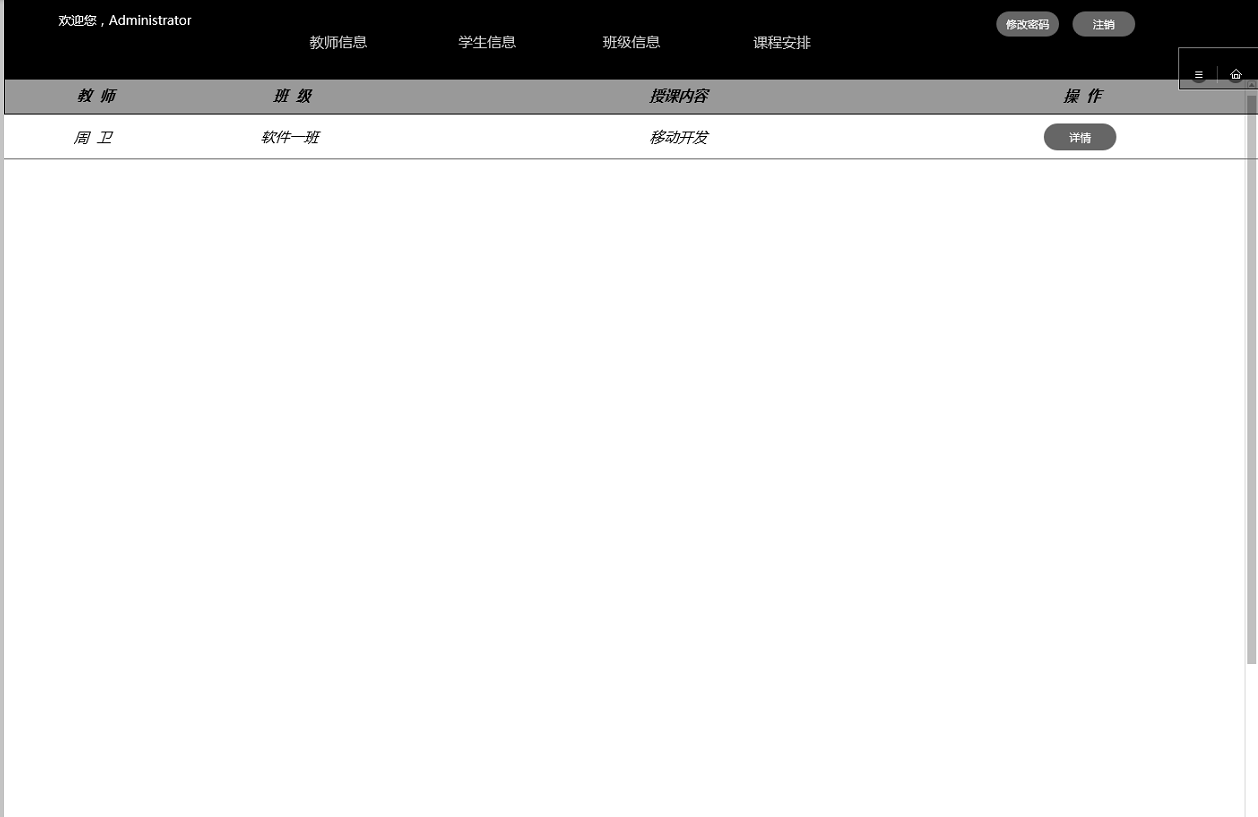 欢迎您，Administrator
修改密码 注销
教师信息 学生信息 班级信息 课程安排
教 师 班 级 授课内容 操 作
周 卫 软件一班 移动开发 详情